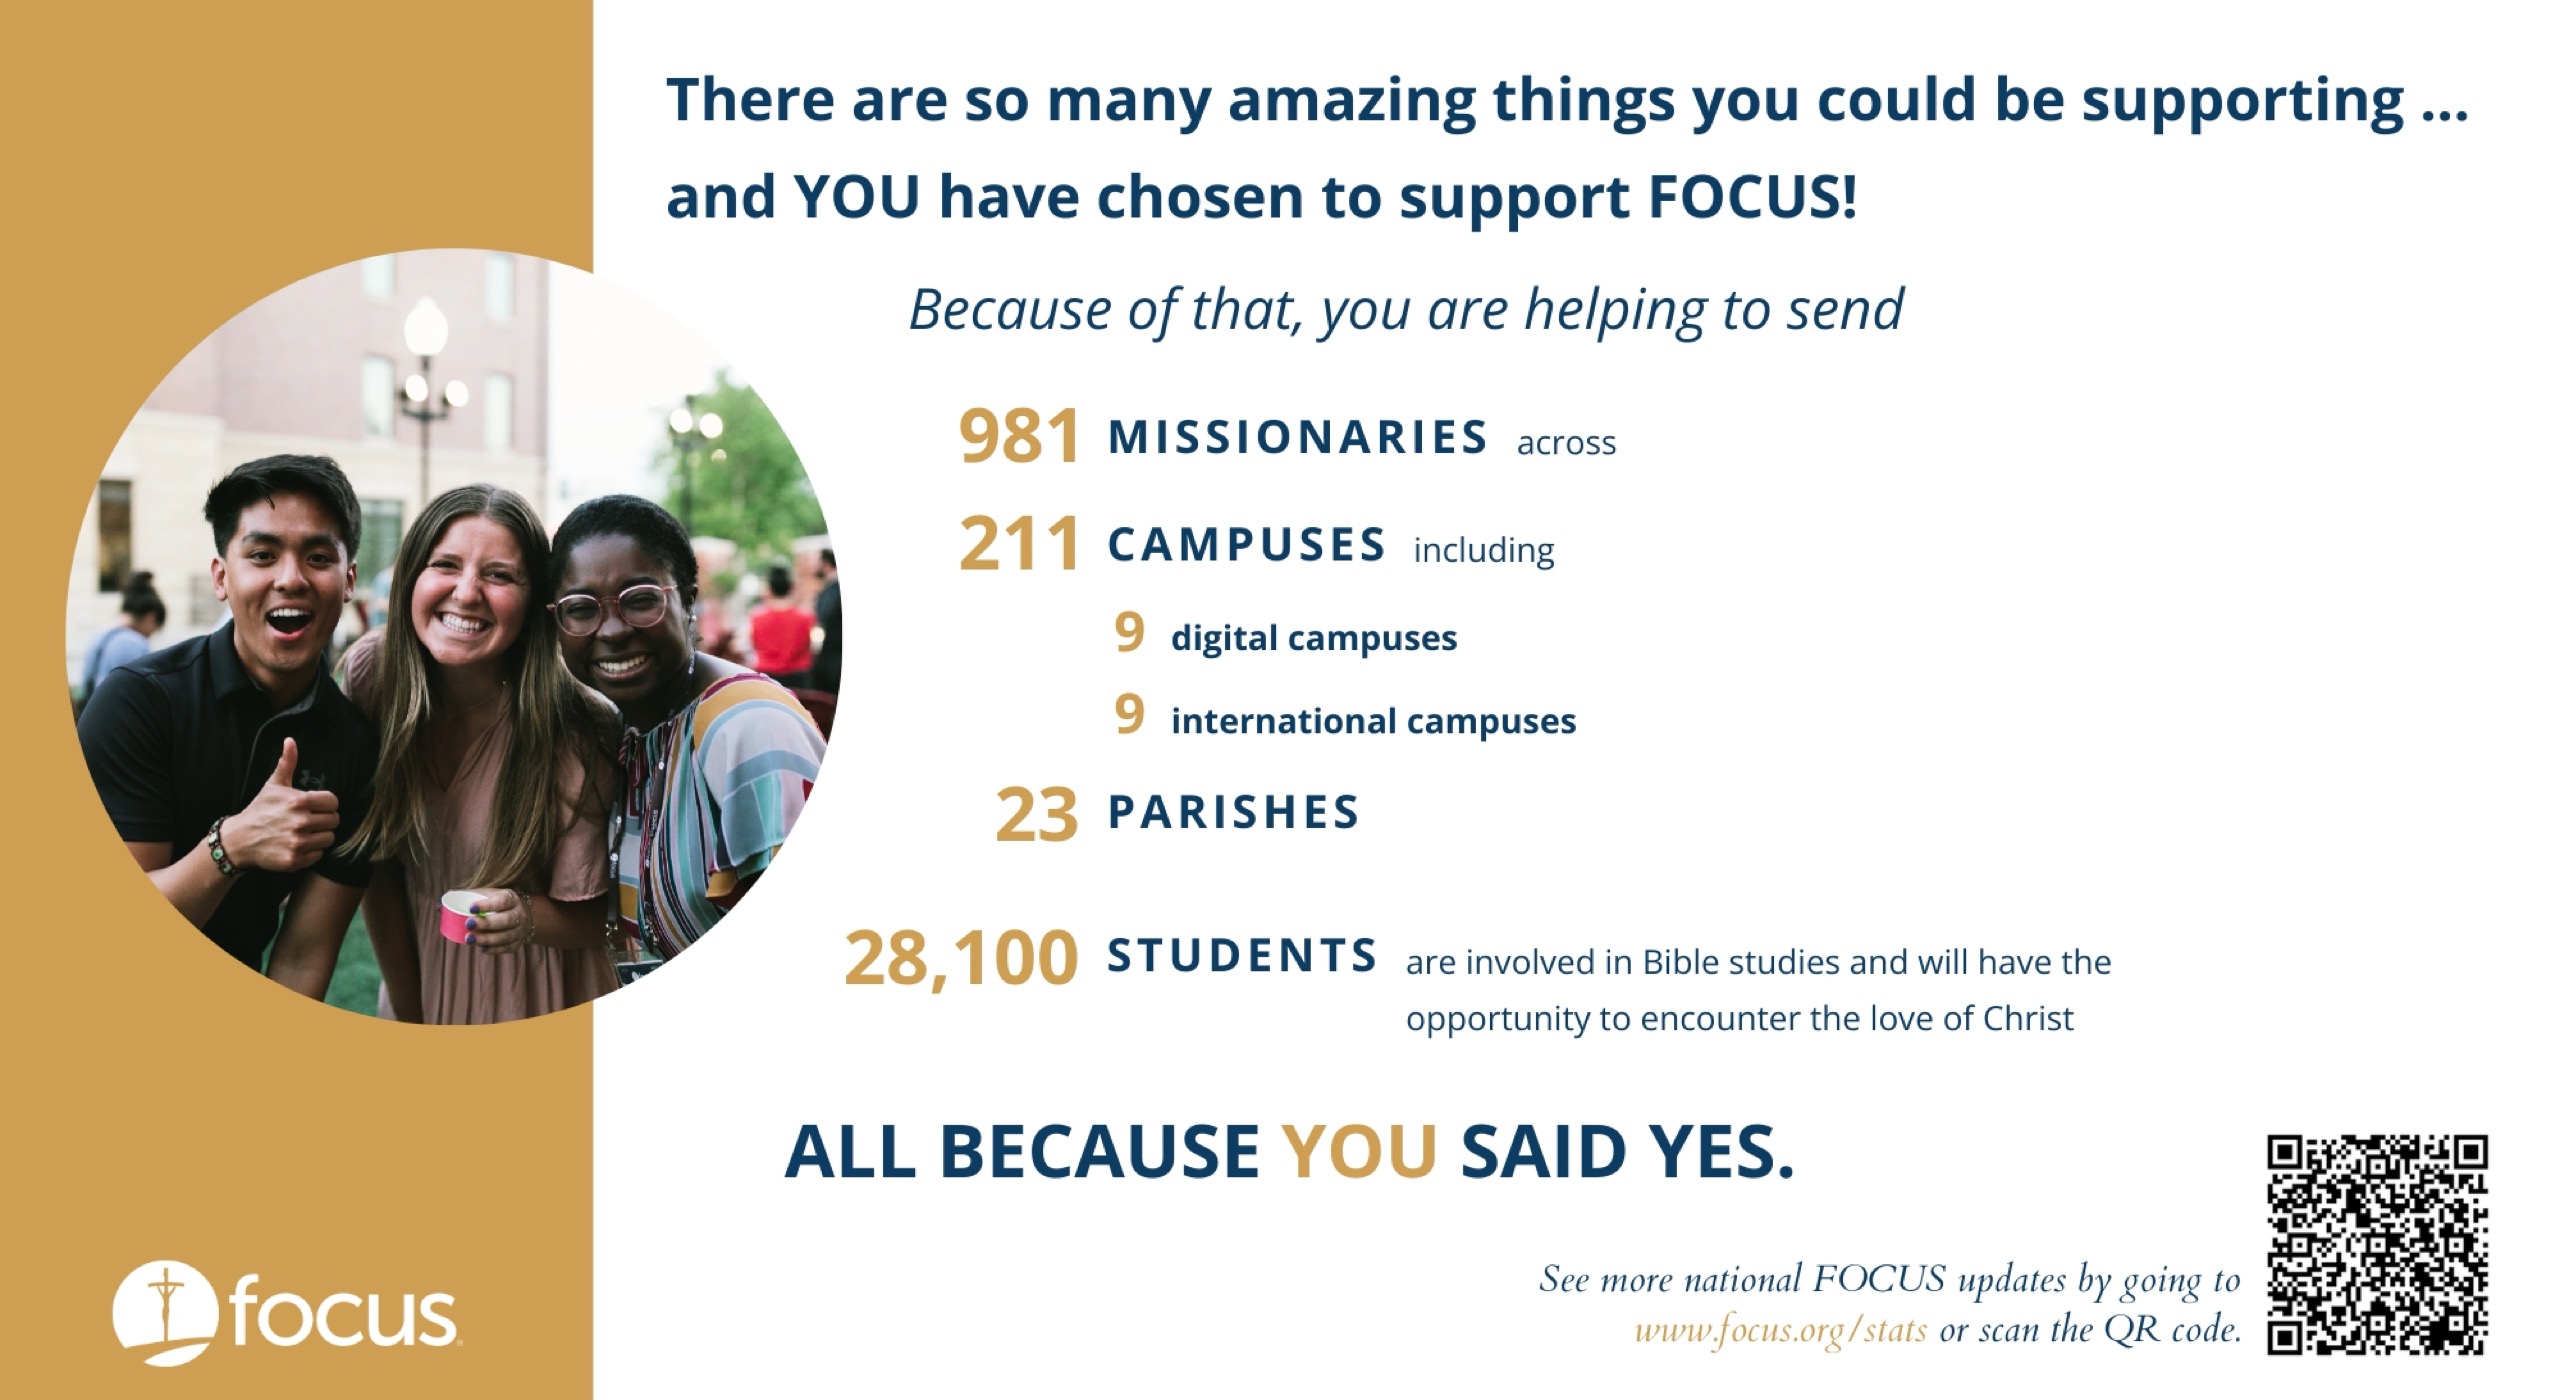 There are so many amazing things you could be supporting ...
and YOU have chosen to support FOCUS!
Because of that, you are helping to send
981 MISSIONARIES across
211 CAMPUSES including
9 digital campuses
9 international campuses
23 PARISHES
28,100 STUDENTS are involved in Bible studies and will have the
opportunity to encounter the love of Christ
ALL BECAUSE YOU SAID YES.
See more national FOCUS updates by going to
www.focus.org/stats or scan the QR code.
focus